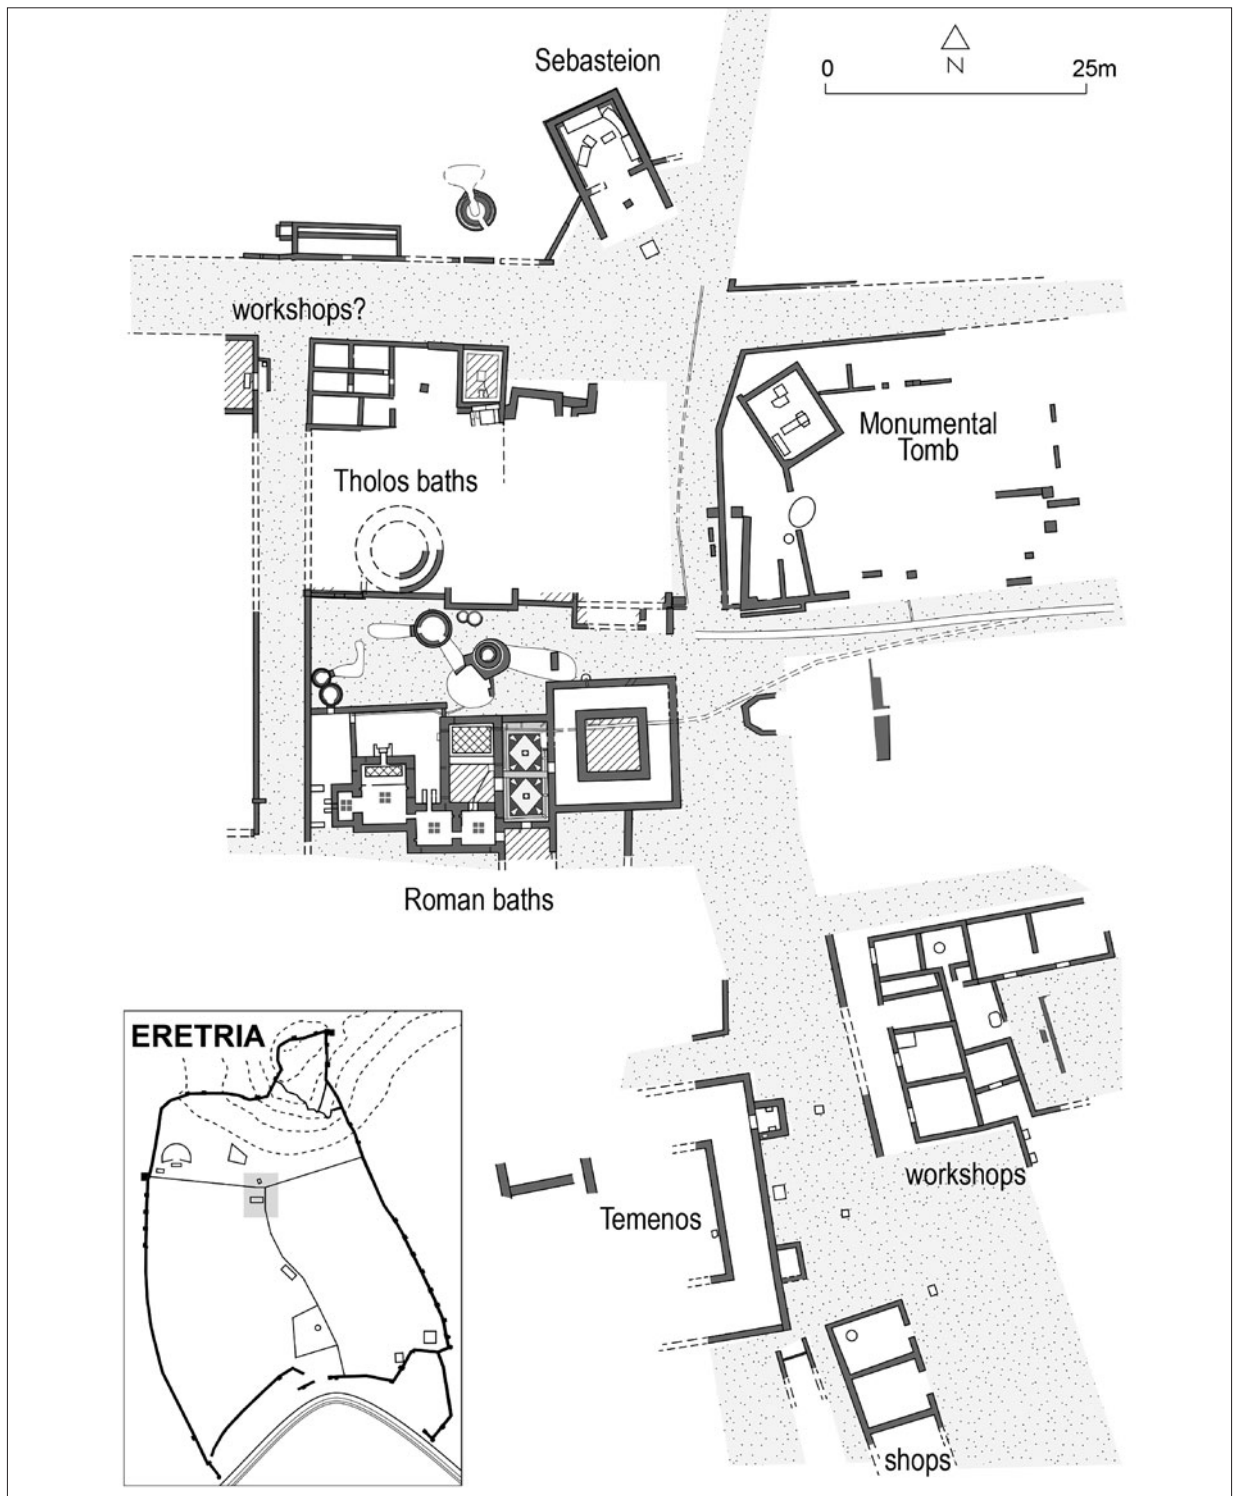 Sebasteion
0 25m
N
workshops?
Monumental
Tomb
Tholos baths
Roman baths
ERETRIA
workshops
Temenos
shops